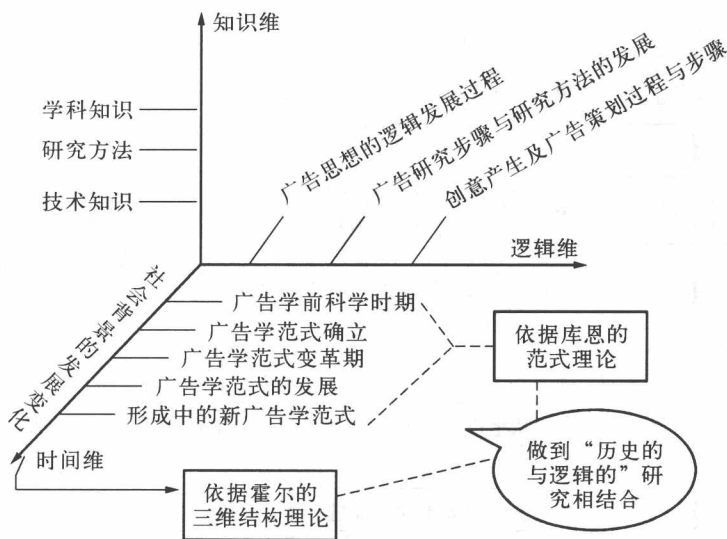 知识维
学科知识
研究方法
技术知识
广告思想的逻辑发展过程
广告研究步骤与研究方法的发展
创意产生及广告策划过程与步骤
逻辑维
社会背景的发展变化
广告学前科学时期
广告学范式确立
广告学范式变革期
广告学范式的发展
形成中的新广告学范式
时间维
依据库恩的
范式理论
依据霍尔的
三维结构理论
做到“历史的
与逻辑的”研
究相结合